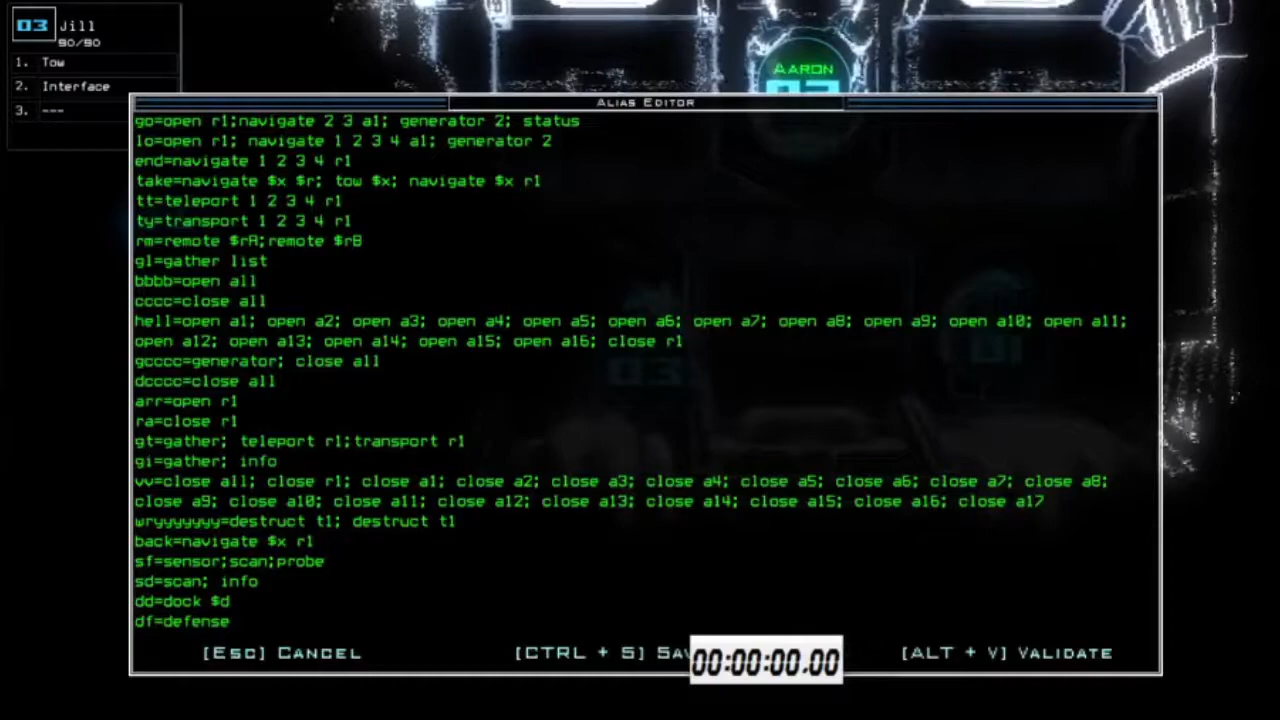 03 Jill
90/90
1. Tow
2. Interface
3. ---
AARON
Alias Editor
go=open r1;navigate 2 3 a1; generator 2; status
lo=open r1; navigate 1 2 3 4 a1; generator 2
end=navigate 1 2 3 4 r1
take=navigate $x $r; tow $x; navigate $x r1
tt=teleport 1 2 3 4 r1
ty=transport 1 2 3 4 r1
rm=remote $rA;remote $rB
gl=gather list
bbbb=open all
cccc=close all
hell=open a1; open a2; open a3; open a4; open a5; open a6; open a7; open a8; open a9; open a10; open a11;
open a12; open a13; open a14; open a15; open a16; close r1
gcccc=generator; close all
dcccc=close all
arr=open r1
ra=close r1
gt=gather; teleport r1;transport r1
gi=gather; info
vv=close all; close r1; close a1; close a2; close a3; close a4; close a5; close a6; close a7; close a8;
close a9; close a10; close a11; close a12; close a13; close a14; close a15; close a16; close a17
wryyyyyyy=destruct t1; destruct t1
back=navigate $x r1
sf=sensor;scan;probe
sd=scan; info
dd=dock $d
df=defense
[Esc] Cancel [CTRL + S] [ALT + V] Validate
00:00:00.00
03